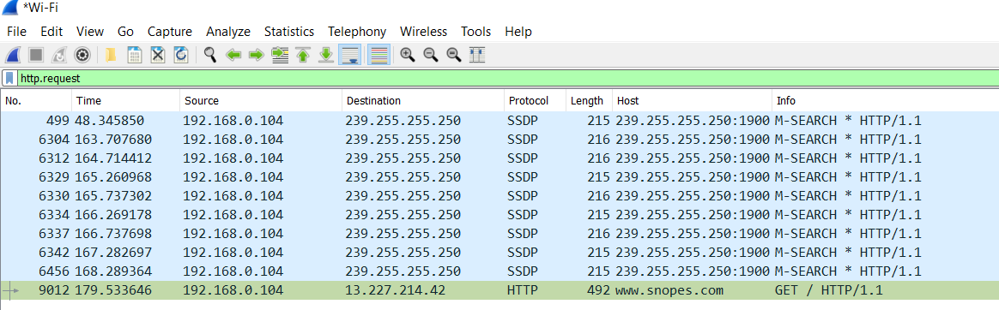 *Wi-Fi
File Edit View Go Capture Analyze Statistics Telephony Wireless Tools Help
http.request
No. Time Source Destination Protocol Length Host Info
499 48.345850 192.168.0.104 239.255.255.250 SSDP 215 239.255.255.250:1900 M-SEARCH * HTTP/1.1
6304 163.707680 192.168.0.104 239.255.255.250 SSDP 216 239.255.255.250:1900 M-SEARCH * HTTP/1.1
6312 164.714412 192.168.0.104 239.255.255.250 SSDP 216 239.255.255.250:1900 M-SEARCH * HTTP/1.1
6329 165.260968 192.168.0.104 239.255.255.250 SSDP 215 239.255.255.250:1900 M-SEARCH * HTTP/1.1
6330 165.737302 192.168.0.104 239.255.255.250 SSDP 216 239.255.255.250:1900 M-SEARCH * HTTP/1.1
6334 166.269178 192.168.0.104 239.255.255.250 SSDP 215 239.255.255.250:1900 M-SEARCH * HTTP/1.1
6337 166.737698 192.168.0.104 239.255.255.250 SSDP 216 239.255.255.250:1900 M-SEARCH * HTTP/1.1
6342 167.282697 192.168.0.104 239.255.255.250 SSDP 215 239.255.255.250:1900 M-SEARCH * HTTP/1.1
6456 168.289364 192.168.0.104 239.255.255.250 SSDP 215 239.255.255.250:1900 M-SEARCH * HTTP/1.1
9012 179.533646 192.168.0.104 13.227.214.42 HTTP 492 www.snopes.com GET / HTTP/1.1